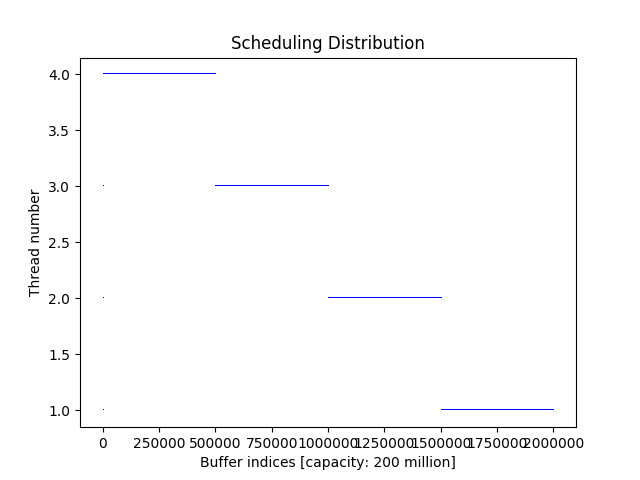 Scheduling Distribution
4.0
3.5
3.0
2.5
2.0
1.5
1.0
Thread number
0 250000 500000 750000 1000000 1250000 1500000 1750000 2000000
Buffer indices [capacity: 200 million]